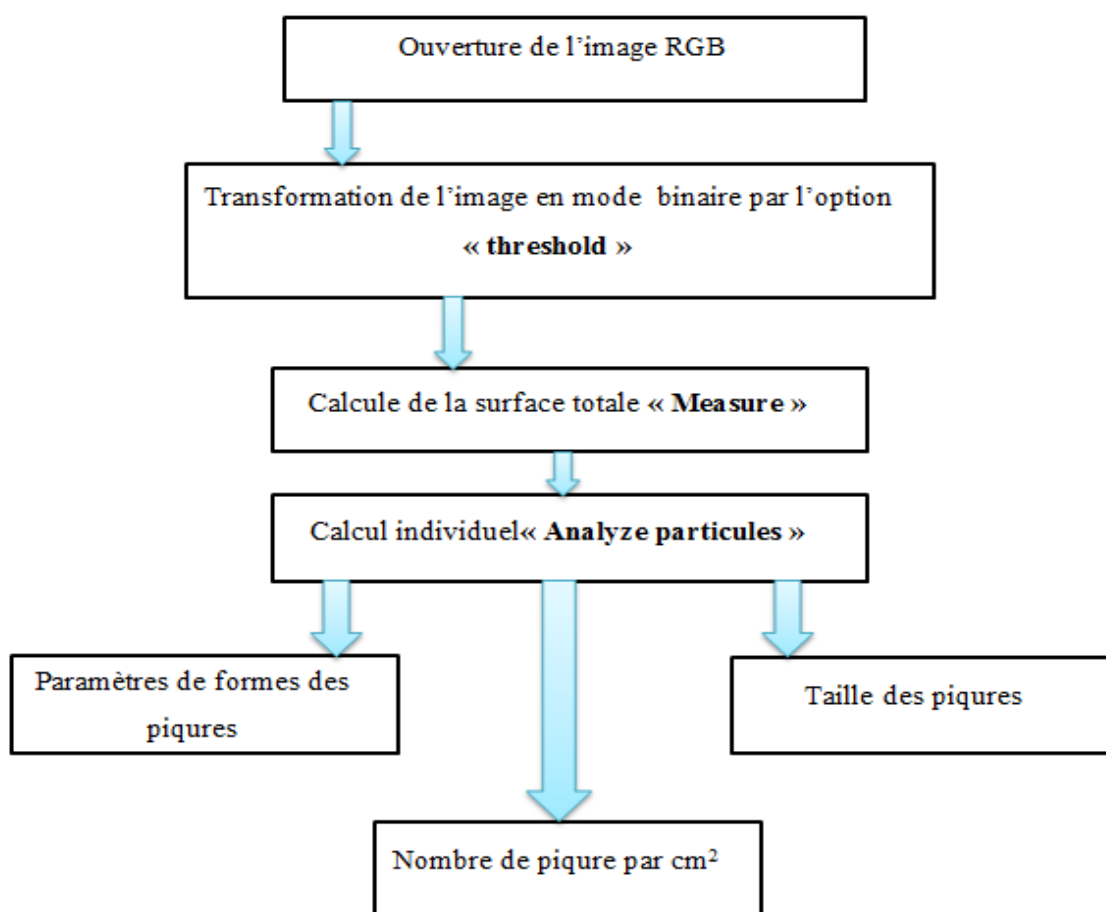 Ouverture de l’image RGB
Transformation de l’image en mode  binaire par l’option
« threshold »
Calcule de la surface totale « Measure »
Calcul individuel« Analyze particules »
Paramètres de formes des
piqures
Taille des piqures
Nombre de piqure par cm²